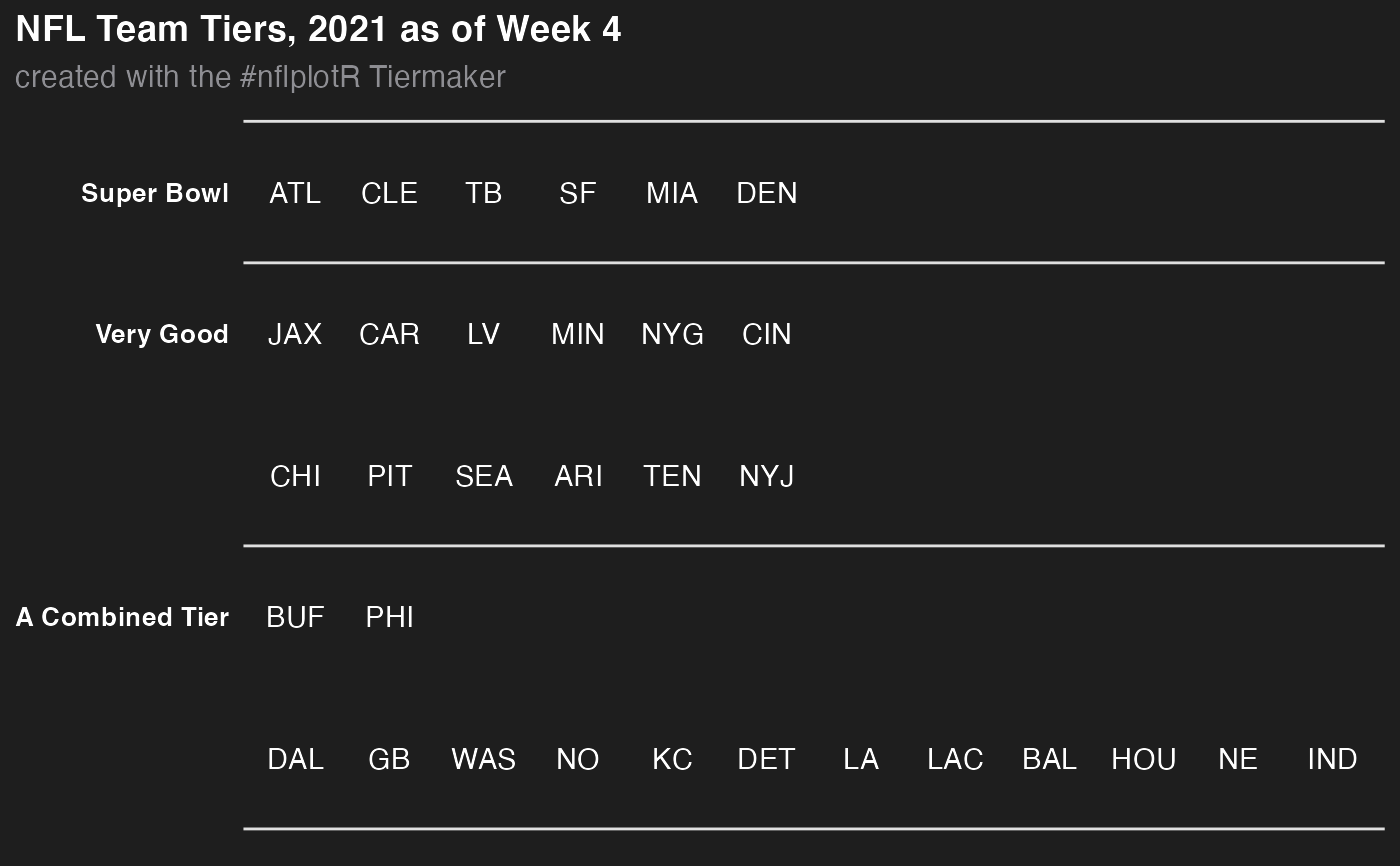 NFL Team Tiers, 2021 as of Week 4
created with the #nflplotR Tiermaker
Super Bowl ATL CLE TB SF MIA DEN
Very Good JAX CAR LV MIN NYG CIN
CHI PIT SEA ARI TEN NYJ
A Combined Tier BUF PHI
DAL GB WAS NO KC DET LA LAC BAL HOU NE IND